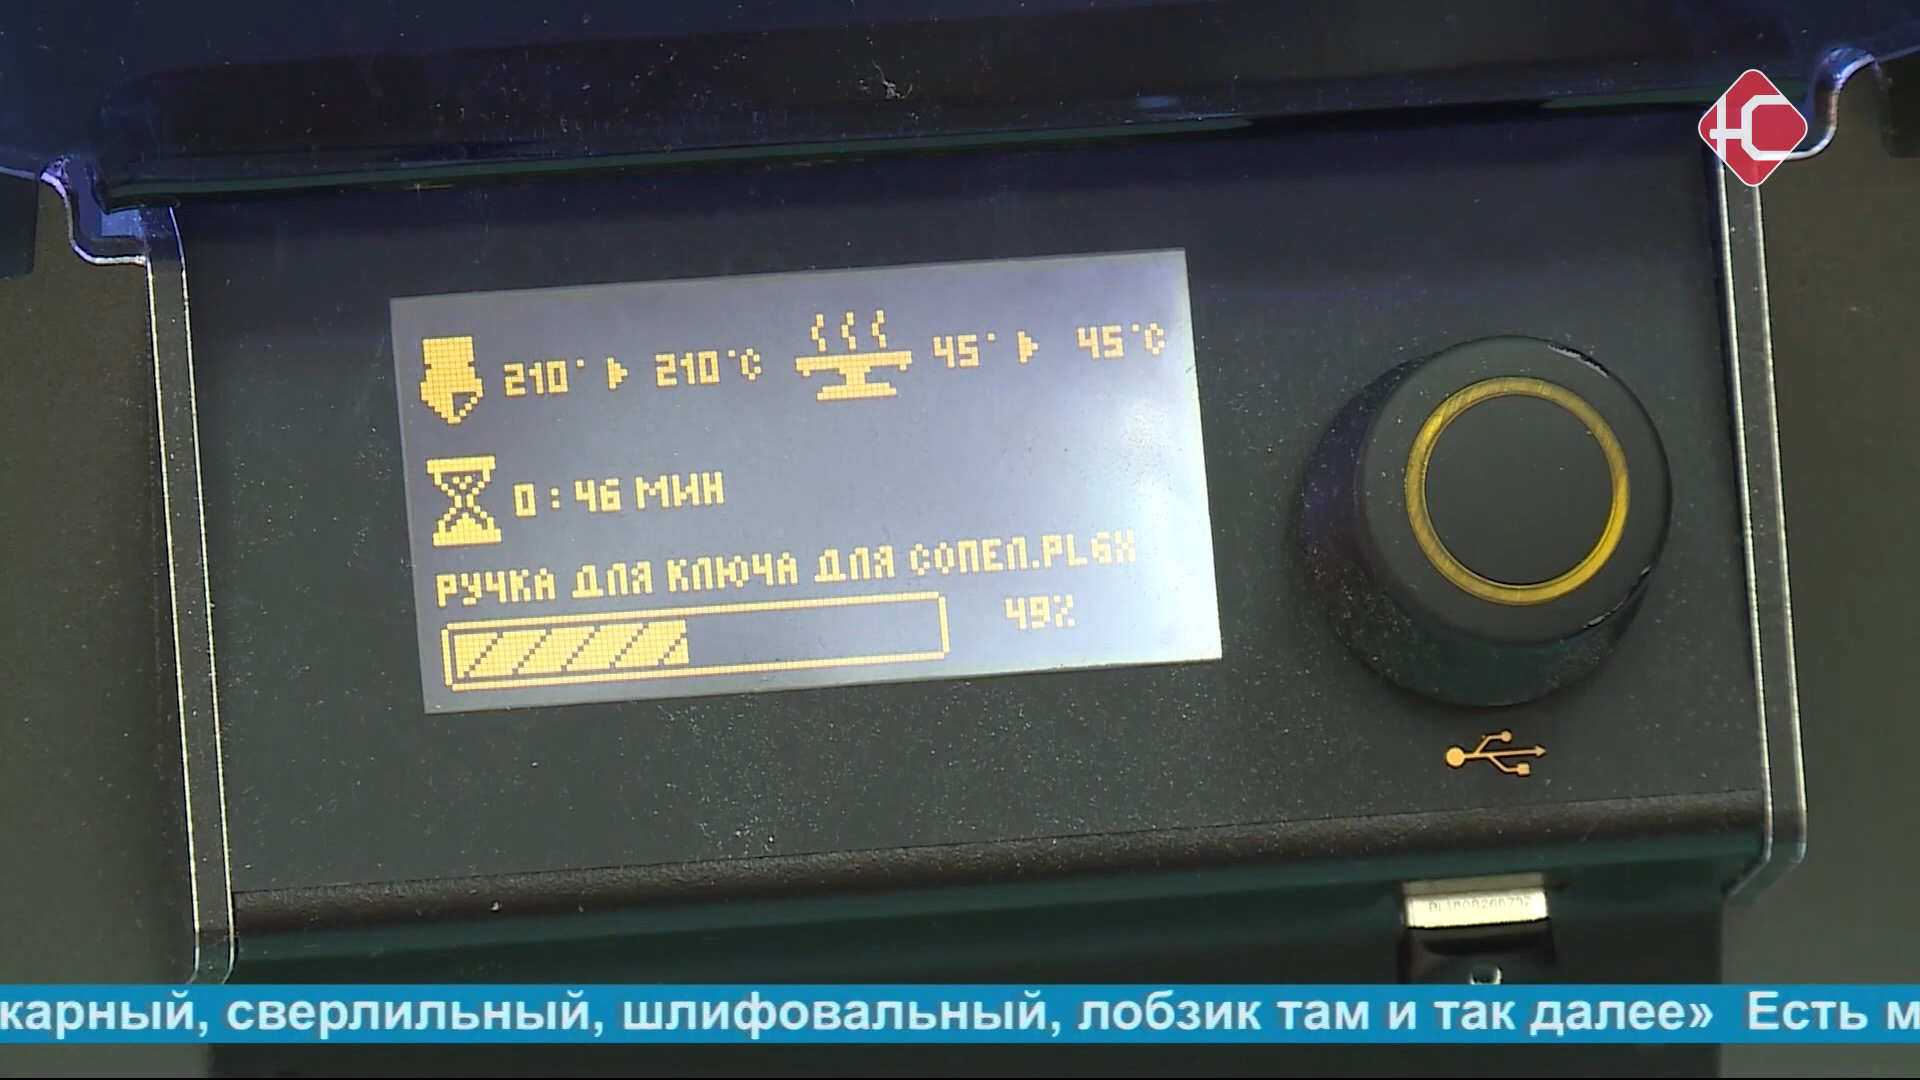 210° ▶ 210°C 45° ▶ 45°C
0:46 МИН
РУЧКА ДЛЯ КЛЮЧА ДЛЯ СОПЕЛ.PLGX
49%
карный, сверлильный, шлифовальный, лобзик там и так далее» Есть м